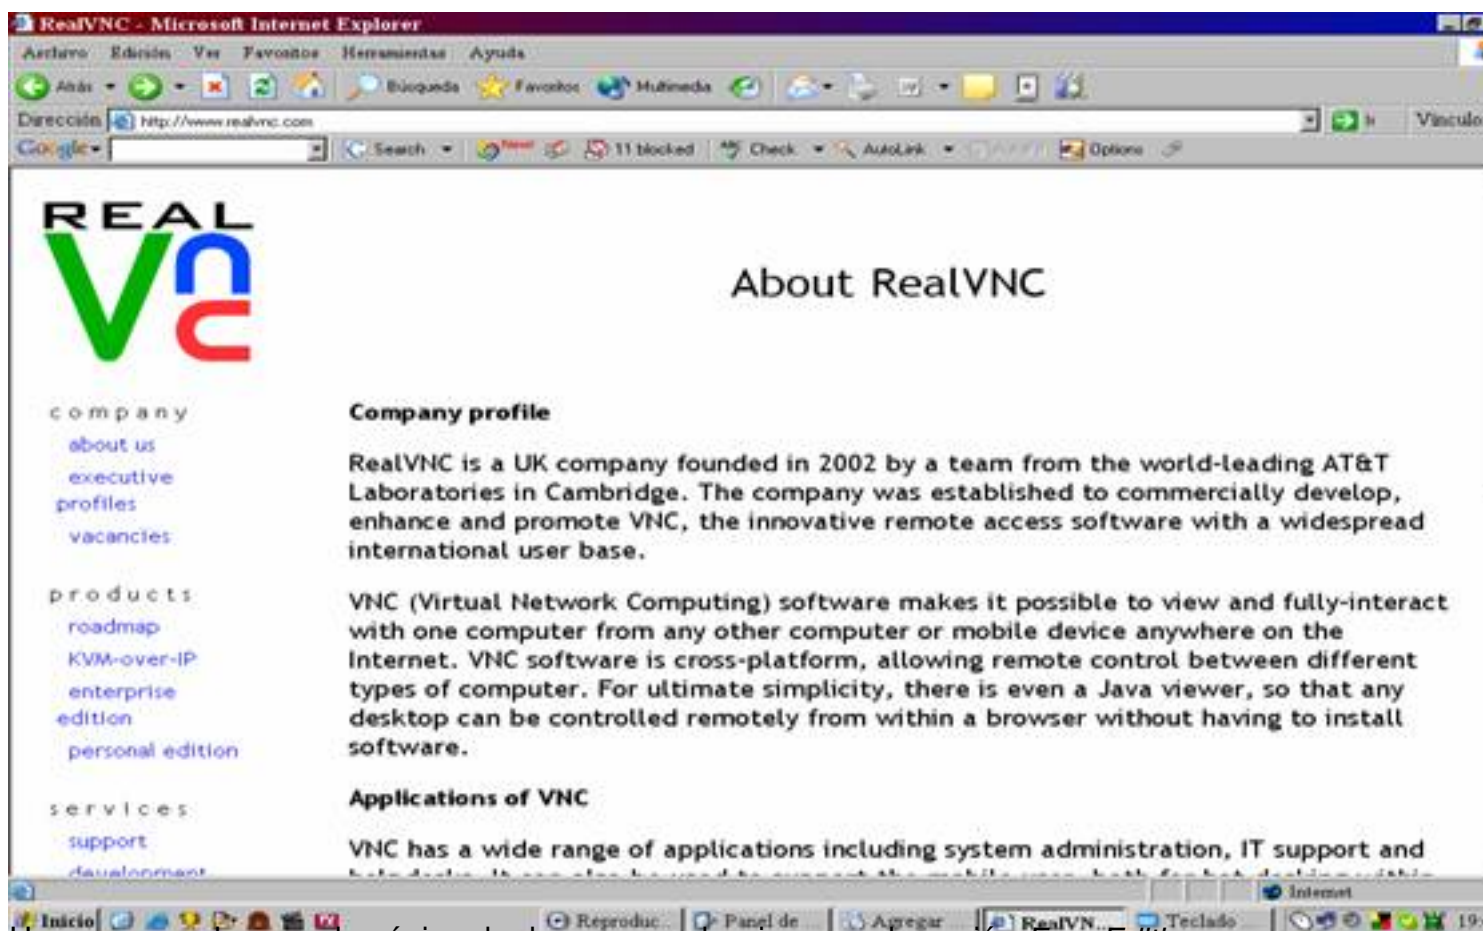 RealVNC - Microsoft Internet Explorer
Archivo Edición Ver Favoritos Herramientas Ayuda
Atrás Búsqueda Favoritos Multimedia
Dirección http://www.realvnc.com Vínculo
Google Search New! 11 blocked Check AutoLink Options
REAL
Vnc
About RealVNC
company
about us
executive
profiles
vacancies
products
roadmap
KVM-over-IP
enterprise
edition
personal edition
services
support
development
Company profile
RealVNC is a UK company founded in 2002 by a team from the world-leading AT&T
Laboratories in Cambridge. The company was established to commercially develop,
enhance and promote VNC, the innovative remote access software with a widespread
international user base.
VNC (Virtual Network Computing) software makes it possible to view and fully-interact
with one computer from any other computer or mobile device anywhere on the
Internet. VNC software is cross-platform, allowing remote control between different
types of computer. For ultimate simplicity, there is even a Java viewer, so that any
desktop can be controlled remotely from within a browser without having to install
software.
Applications of VNC
VNC has a wide range of applications including system administration, IT support and
Internet
Inicio Reproduc... Panel de ... Agregar ... RealVN... Teclado